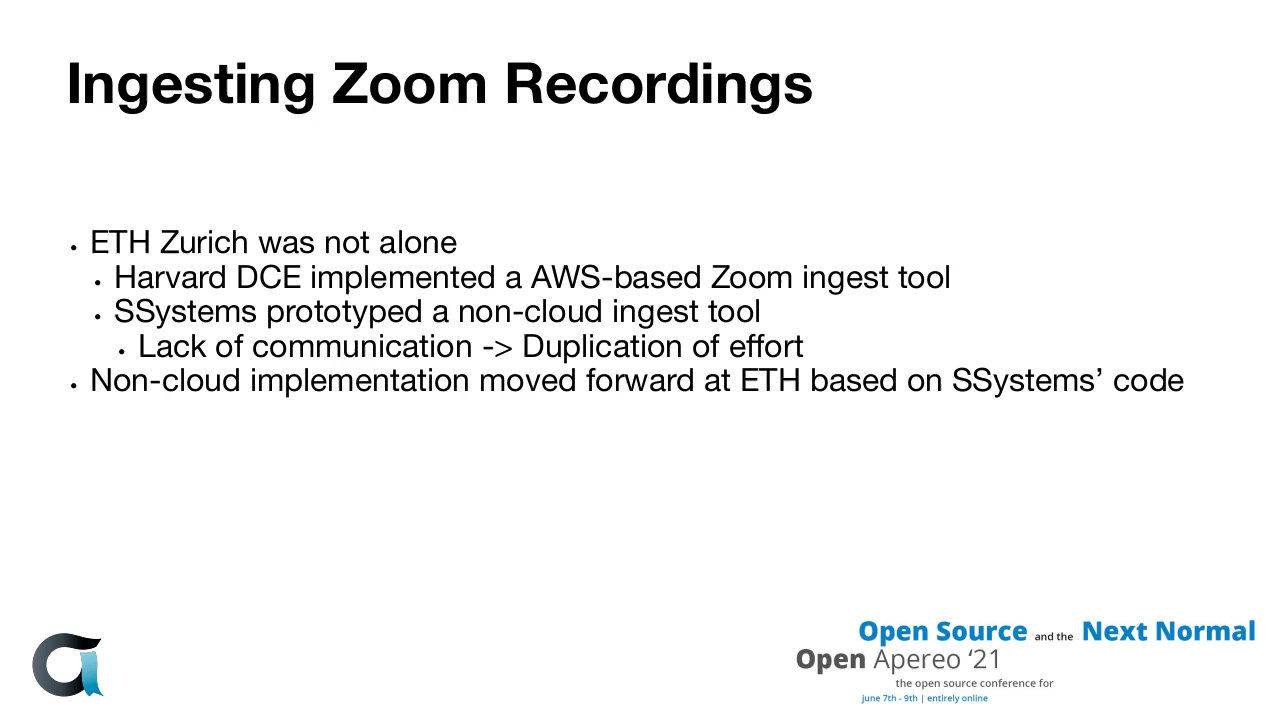 Ingesting Zoom Recordings
• ETH Zurich was not alone
• Harvard DCE implemented a AWS-based Zoom ingest tool
• SSystems prototyped a non-cloud ingest tool
• Lack of communication -> Duplication of effort
• Non-cloud implementation moved forward at ETH based on SSystems’ code
Open Source and the Next Normal
Open Apereo ‘21
the open source conference for
june 7th - 9th | entirely online